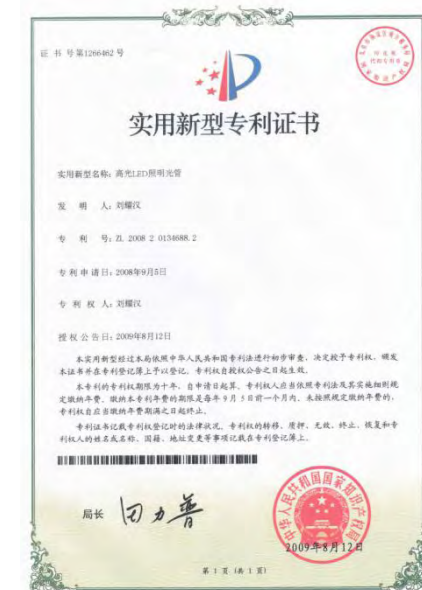 证 书 号第1266462号
实用新型专利证书
实用新型名称：高光LED照明光管
发 明 人：刘耀汉
专 利 号：ZL 2008 2 0134688.2
专利申请日：2008年9月5日
专 利 权 人：刘耀汉
授权公告日：2009年8月12日
本实用新型经过本局依照中华人民共和国专利法进行初步审查，决定授予专利权，颁发
本证书并在专利登记簿上予以登记。专利权自授权公告之日起生效。
本专利的专利权期限为十年，自申请日起算。专利权人应当依照专利法及其实施细则规
定缴纳年费。缴纳本专利年费的期限是每年 9 月 5 日前一个月内。未按照规定缴纳年费的，
专利权自应当缴纳年费期满之日起终止。
专利证书记载专利权登记时的法律状况。专利权的转移、质押、无效、终止、恢复和专
利权人的姓名或名称、国籍、地址变更等事项记载在专利登记簿上。
局长 田力普
中华人民共和国国家知识产权局
2009年8月12日
第 1 页 (共 1 页)